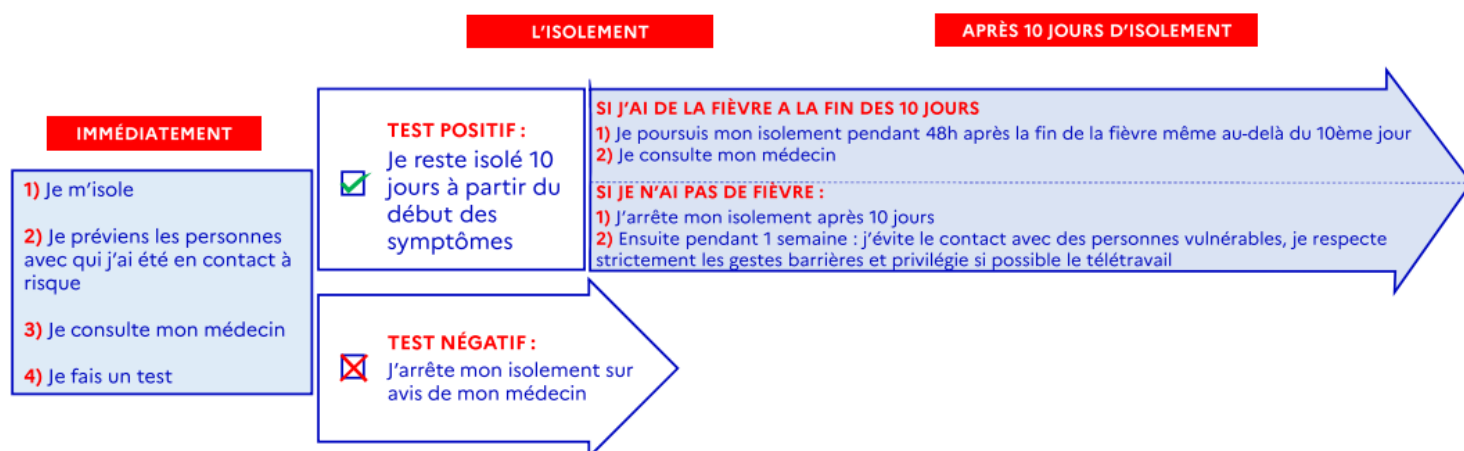 L'ISOLEMENT
APRÈS 10 JOURS D'ISOLEMENT
IMMÉDIATEMENT
1) Je m'isole
2) Je préviens les personnes
avec qui j'ai été en contact à
risque
3) Je consulte mon médecin
4) Je fais un test
TEST POSITIF :
Je reste isolé 10
jours à partir du
début des
symptômes
SI J'AI DE LA FIÈVRE A LA FIN DES 10 JOURS
1) Je poursuis mon isolement pendant 48h après la fin de la fièvre même au-delà du 10ème jour
2) Je consulte mon médecin
SI JE N'AI PAS DE FIÈVRE :
1) J'arrête mon isolement après 10 jours
2) Ensuite pendant 1 semaine : j'évite le contact avec des personnes vulnérables, je respecte
strictement les gestes barrières et privilégie si possible le télétravail
TEST NÉGATIF :
J'arrête mon isolement sur
avis de mon médecin